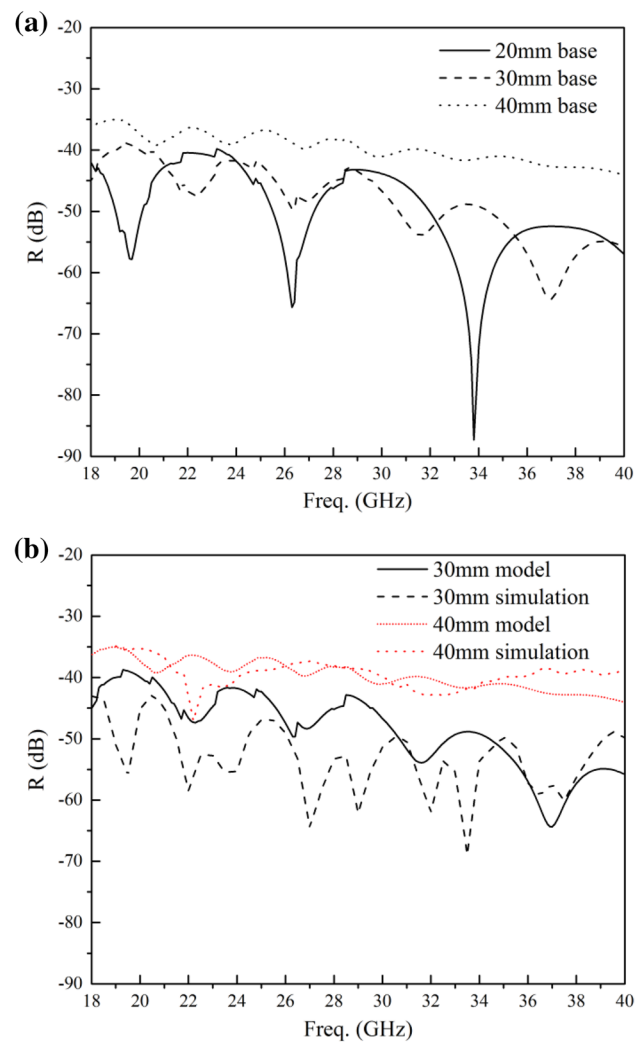 (a)
-20
-30
-40
-50
-60
-70
-80
-90
R (dB)
20mm base
30mm base
40mm base
18 20 22 24 26 28 30 32 34 36 38 40
Freq. (GHz)
(b)
-20
-30
-40
-50
-60
-70
-80
-90
R (dB)
30mm model
30mm simulation
40mm model
40mm simulation
18 20 22 24 26 28 30 32 34 36 38 40
Freq. (GHz)